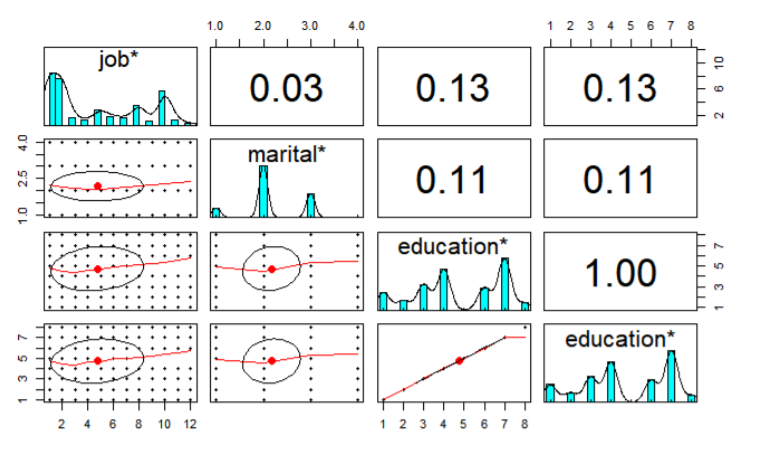 1.0 2.0 3.0 4.0 1 2 3 4 5 6 7 8
job* 0.03 0.13 0.13 2 6 10
1.0 2.5 4.0 marital* 0.11 0.11
education* 1.00 1 3 5 7
1 3 5 7 education*
2 4 6 8 10 12 1 2 3 4 5 6 7 8